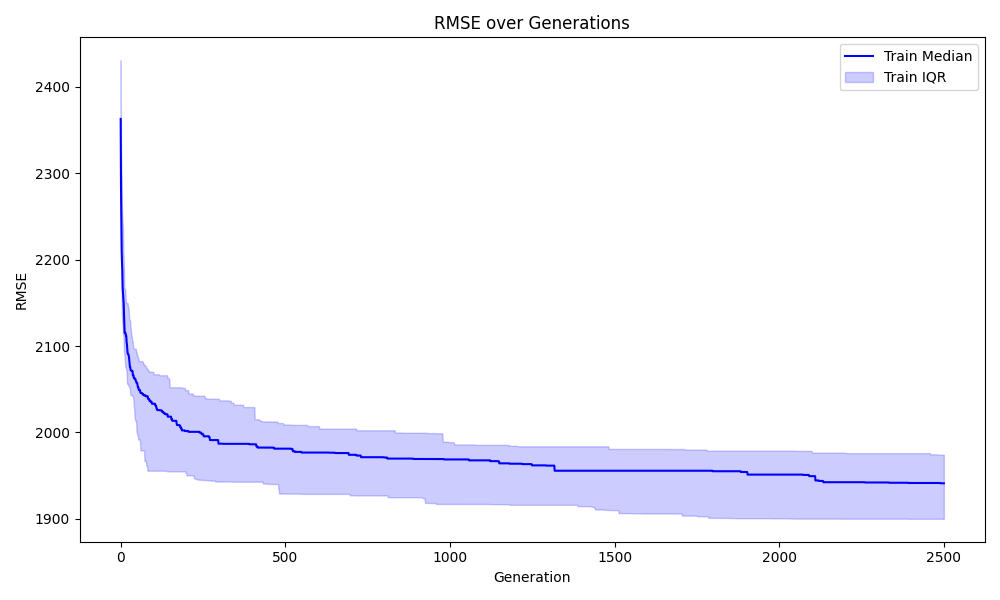 RMSE over Generations
Train Median
Train IQR
RMSE
2400
2300
2200
2100
2000
1900
0 500 1000 1500 2000 2500
Generation